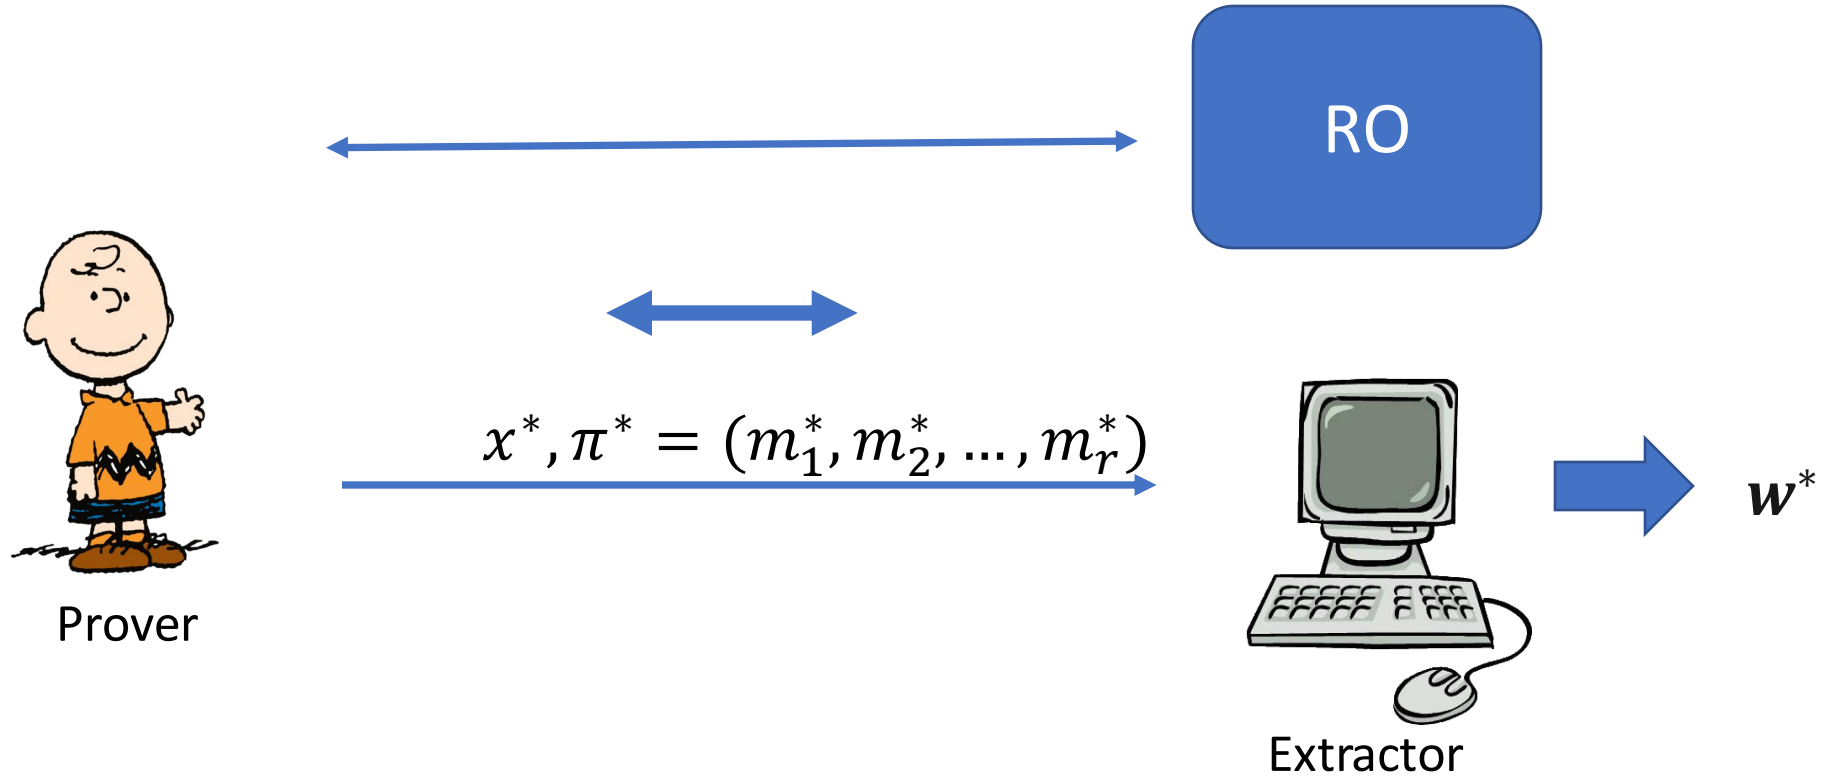 RO
x*, π* = (m₁*, m₂*, ..., mᵣ*)
w*
Prover
Extractor